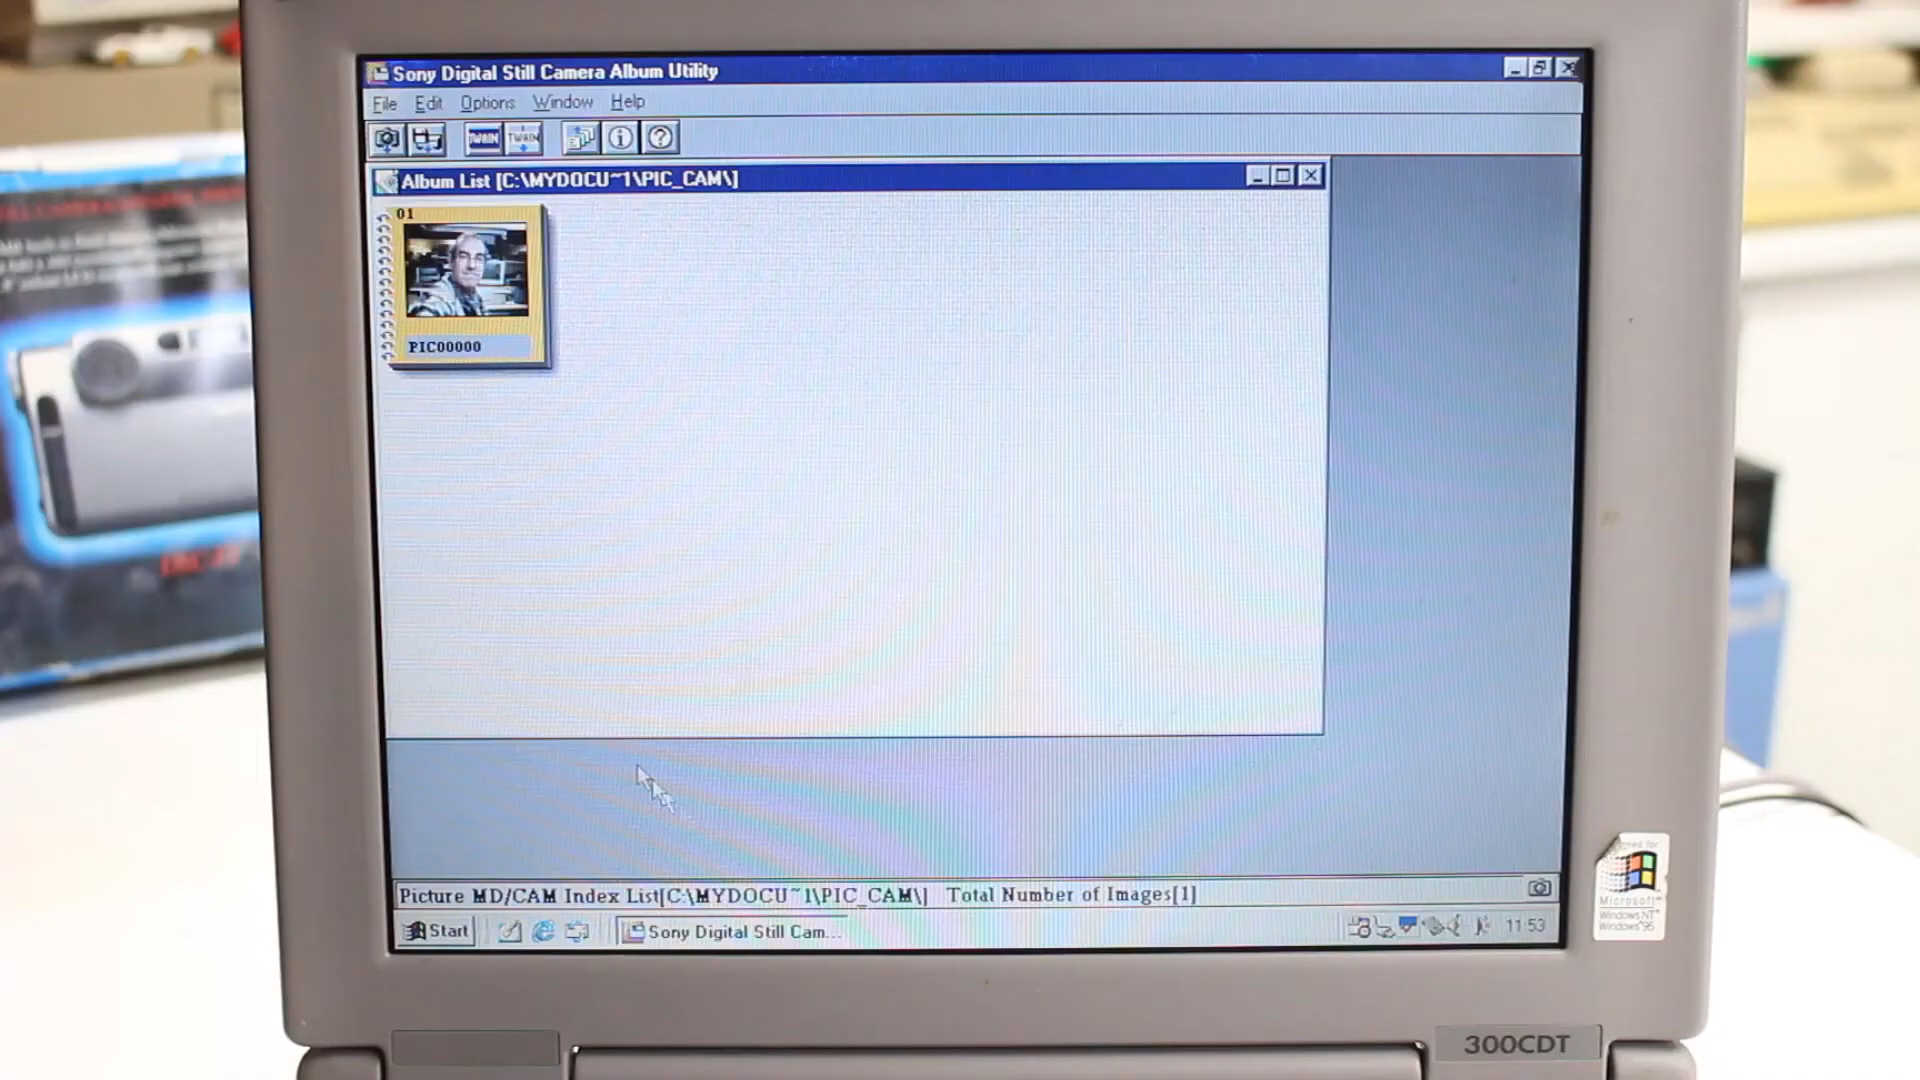 Sony Digital Still Camera Album Utility
File Edit Options Window Help
TWAIN TWAIN
Album List [C:\MYDOCU~1\PIC_CAM\]
01
PIC00000
Picture MD/CAM Index List[C:\MYDOCU~1\PIC_CAM\] Total Number of Images[1]
Start
Sony Digital Still Cam...
11:53
Microsoft
Windows NT
Windows 95
300CDT